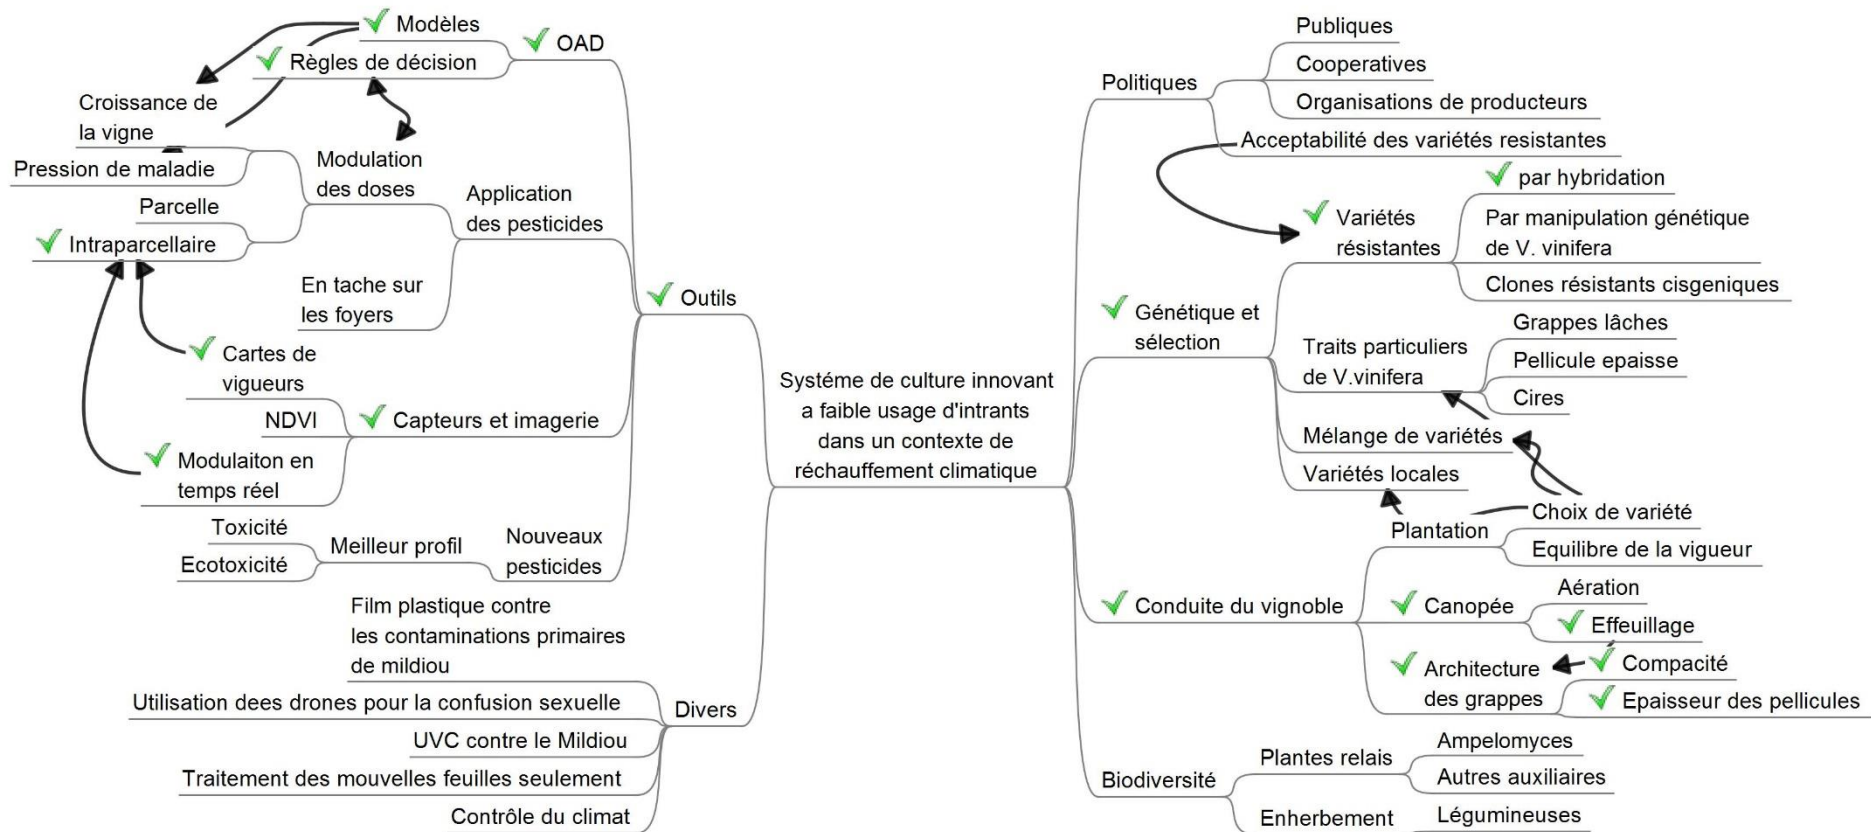 Modèles
OAD
Règles de décision
Croissance de
la vigne
Pression de maladie
Modulation
des doses
Parcelle
Intraparcellaire
Application
des pesticides
En tache sur
les foyers
Outils
Cartes de
vigueurs
NDVI
Capteurs et imagerie
Modulaiton en
temps réel
Toxicité
Ecotoxicité
Meilleur profil
Nouveaux
pesticides
Film plastique contre
les contaminations primaires
de mildiou
Utilisation dees drones pour la confusion sexuelle
Divers
UVC contre le Mildiou
Traitement des mouvelles feuilles seulement
Contrôle du climat
Systéme de culture innovant
a faible usage d'intrants
dans un contexte de
réchauffement climatique
Politiques
Publiques
Cooperatives
Organisations de producteurs
Acceptabilité des variétés resistantes
Génétique et
sélection
Variétés
résistantes
par hybridation
Par manipulation génétique
de V. vinifera
Clones résistants cisgeniques
Traits particuliers
de V.vinifera
Grappes lâches
Pellicule epaisse
Cires
Mélange de variétés
Variétés locales
Conduite du vignoble
Plantation
Choix de variété
Equilibre de la vigueur
Canopée
Aération
Effeuillage
Architecture
des grappes
Compacité
Epaisseur des pellicules
Biodiversité
Plantes relais
Ampelomyces
Autres auxiliaires
Enherbement
Légumineuses